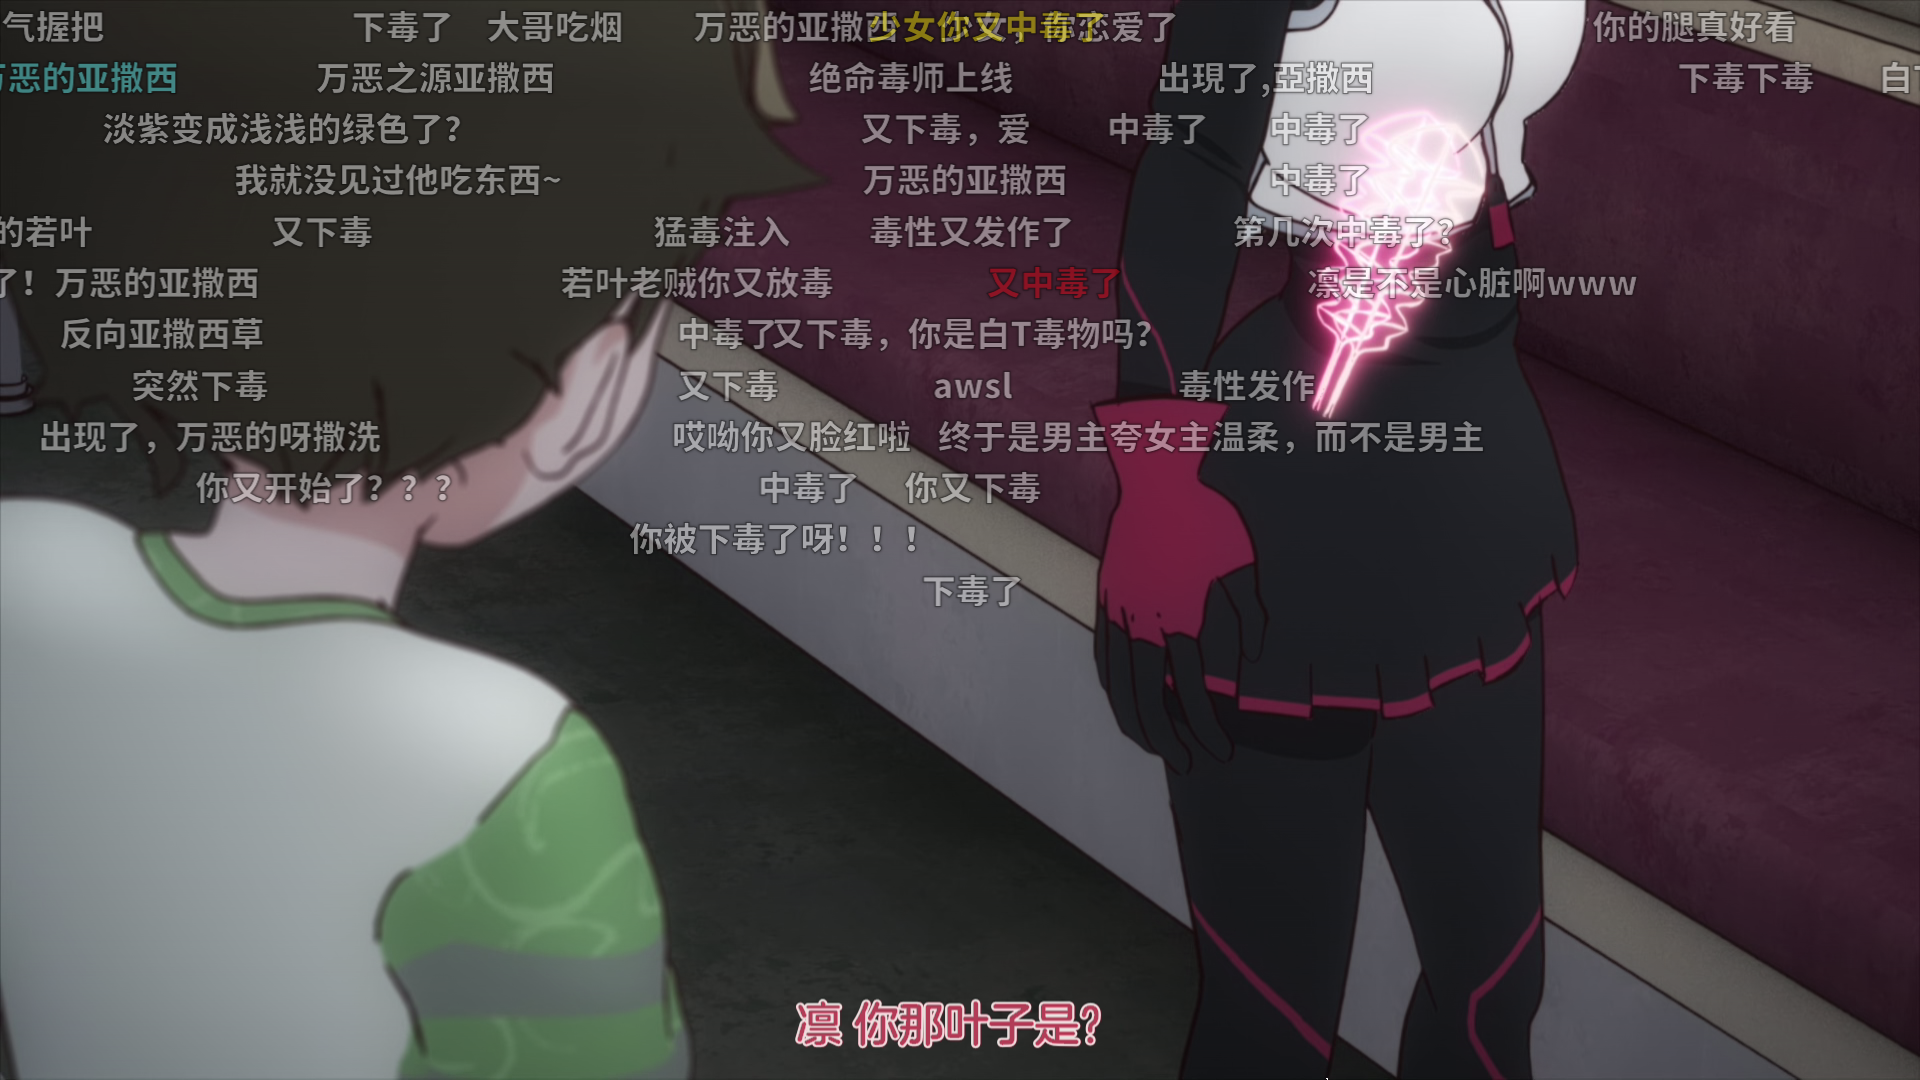 气握把 下毒了 大哥吃烟 万恶的亚撒西 少女你又中毒了 恋爱了 你的腿真好看
万恶的亚撒西 万恶之源亚撒西 绝命毒师上线 出現了,亞撒西 下毒下毒 白
淡紫变成浅浅的绿色了？ 又下毒，爱 中毒了 中毒了
我就没见过他吃东西~ 万恶的亚撒西 中毒了
的若叶 又下毒 猛毒注入 毒性又发作了 第几次中毒了？
了！万恶的亚撒西 若叶老贼你又放毒 又中毒了 凛是不是心脏啊www
反向亚撒西草 中毒了 又下毒，你是白T毒物吗？
突然下毒 又下毒 awsl 毒性发作
出现了，万恶的呀撒洗 哎呦你又脸红啦 终于是男主夸女主温柔，而不是男主
你又开始了？？？ 中毒了 你又下毒
你被下毒了呀！！！
下毒了
凛 你那叶子是?